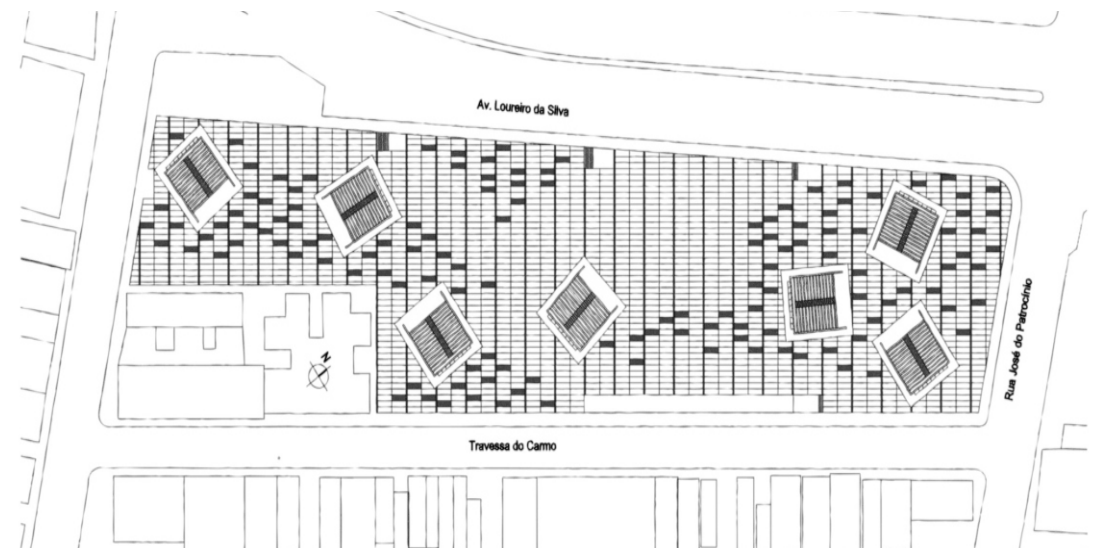 Av. Loureiro da Silva
Rua José do Patrocínio
N
Travessa do Carmo